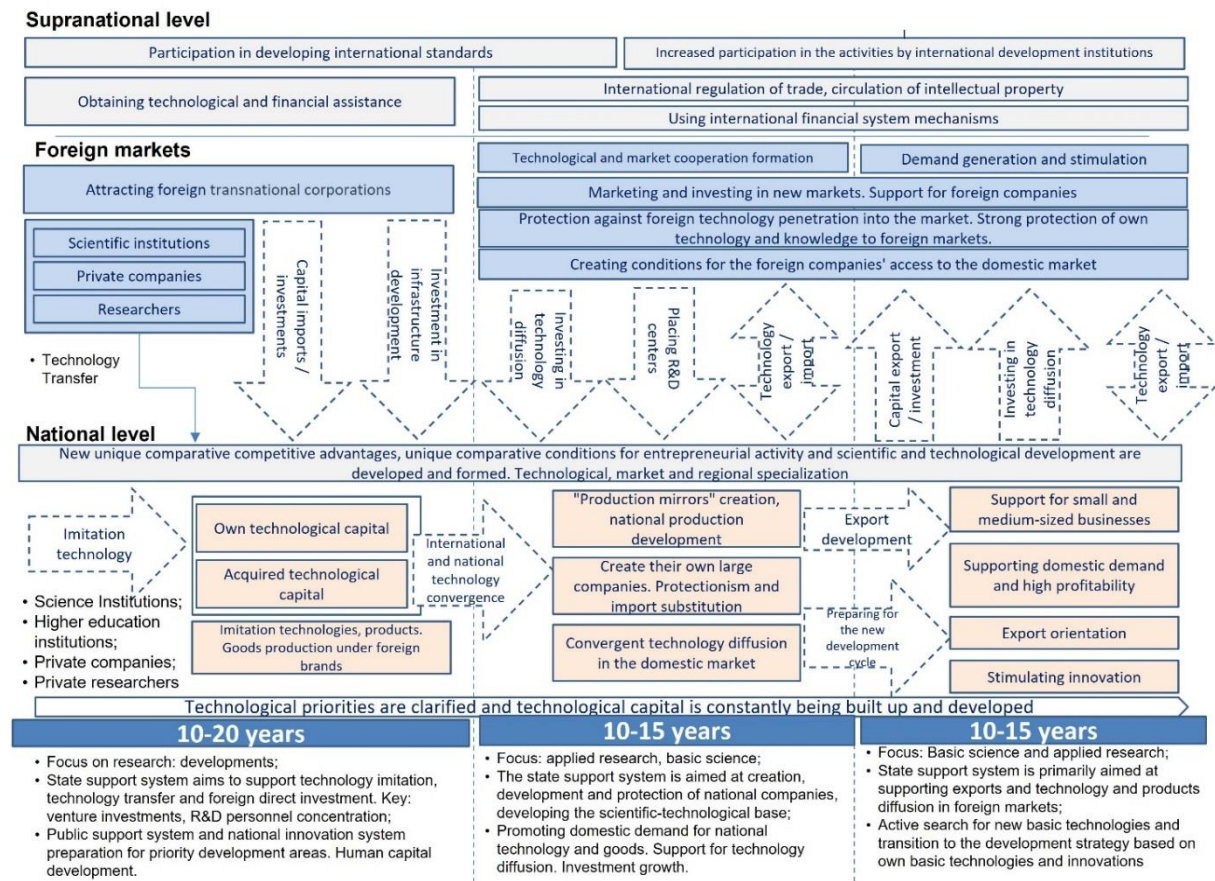 Supranational level
Participation in developing international standards
Increased participation in the activities by international development institutions
Obtaining technological and financial assistance
International regulation of trade, circulation of intellectual property
Using international financial system mechanisms
Foreign markets
Technological and market cooperation formation
Demand generation and stimulation
Attracting foreign transnational corporations
Marketing and investing in new markets. Support for foreign companies
Protection against foreign technology penetration into the market. Strong protection of own
technology and knowledge to foreign markets.
Creating conditions for the foreign companies' access to the domestic market
Scientific institutions
Private companies
Researchers
• Technology
Transfer
Capital imports /
investments
Investment in
infrastructure
development
Investing in
technology
diffusion
Placing R&D
centers
Technology
export /
import
Capital export
/ investment
Investing in
technology
diffusion
Technology
export /
import
National level
New unique comparative competitive advantages, unique comparative conditions for entrepreneurial activity and scientific and technological development are
developed and formed. Technological, market and regional specialization
Imitation
technology
Own technological capital
Acquired technological
capital
Imitation technologies, products.
Goods production under foreign
brands
International
and national
technology
convergence
"Production mirrors" creation,
national production
development
Create their own large
companies. Protectionism and
import substitution
Convergent technology diffusion
in the domestic market
Export
development
Preparing for
the new
development
cycle
Support for small and
medium-sized businesses
Supporting domestic demand
and high profitability
Export orientation
Stimulating innovation
• Science Institutions;
• Higher education
institutions;
• Private companies;
• Private researchers
Technological priorities are clarified and technological capital is constantly being built up and developed
10-20 years
• Focus on research: developments;
• State support system aims to support technology imitation,
technology transfer and foreign direct investment. Key:
venture investments, R&D personnel concentration;
• Public support system and national innovation system
preparation for priority development areas. Human capital
development.
10-15 years
• Focus: applied research, basic science;
• The state support system is aimed at creation,
development and protection of national companies,
developing the scientific-technological base;
• Promoting domestic demand for national
technology and goods. Support for technology
diffusion. Investment growth.
10-15 years
• Focus: Basic science and applied research;
• State support system is primarily aimed at
supporting exports and technology and products
diffusion in foreign markets;
• Active search for new basic technologies and
transition to the development strategy based on
own basic technologies and innovations